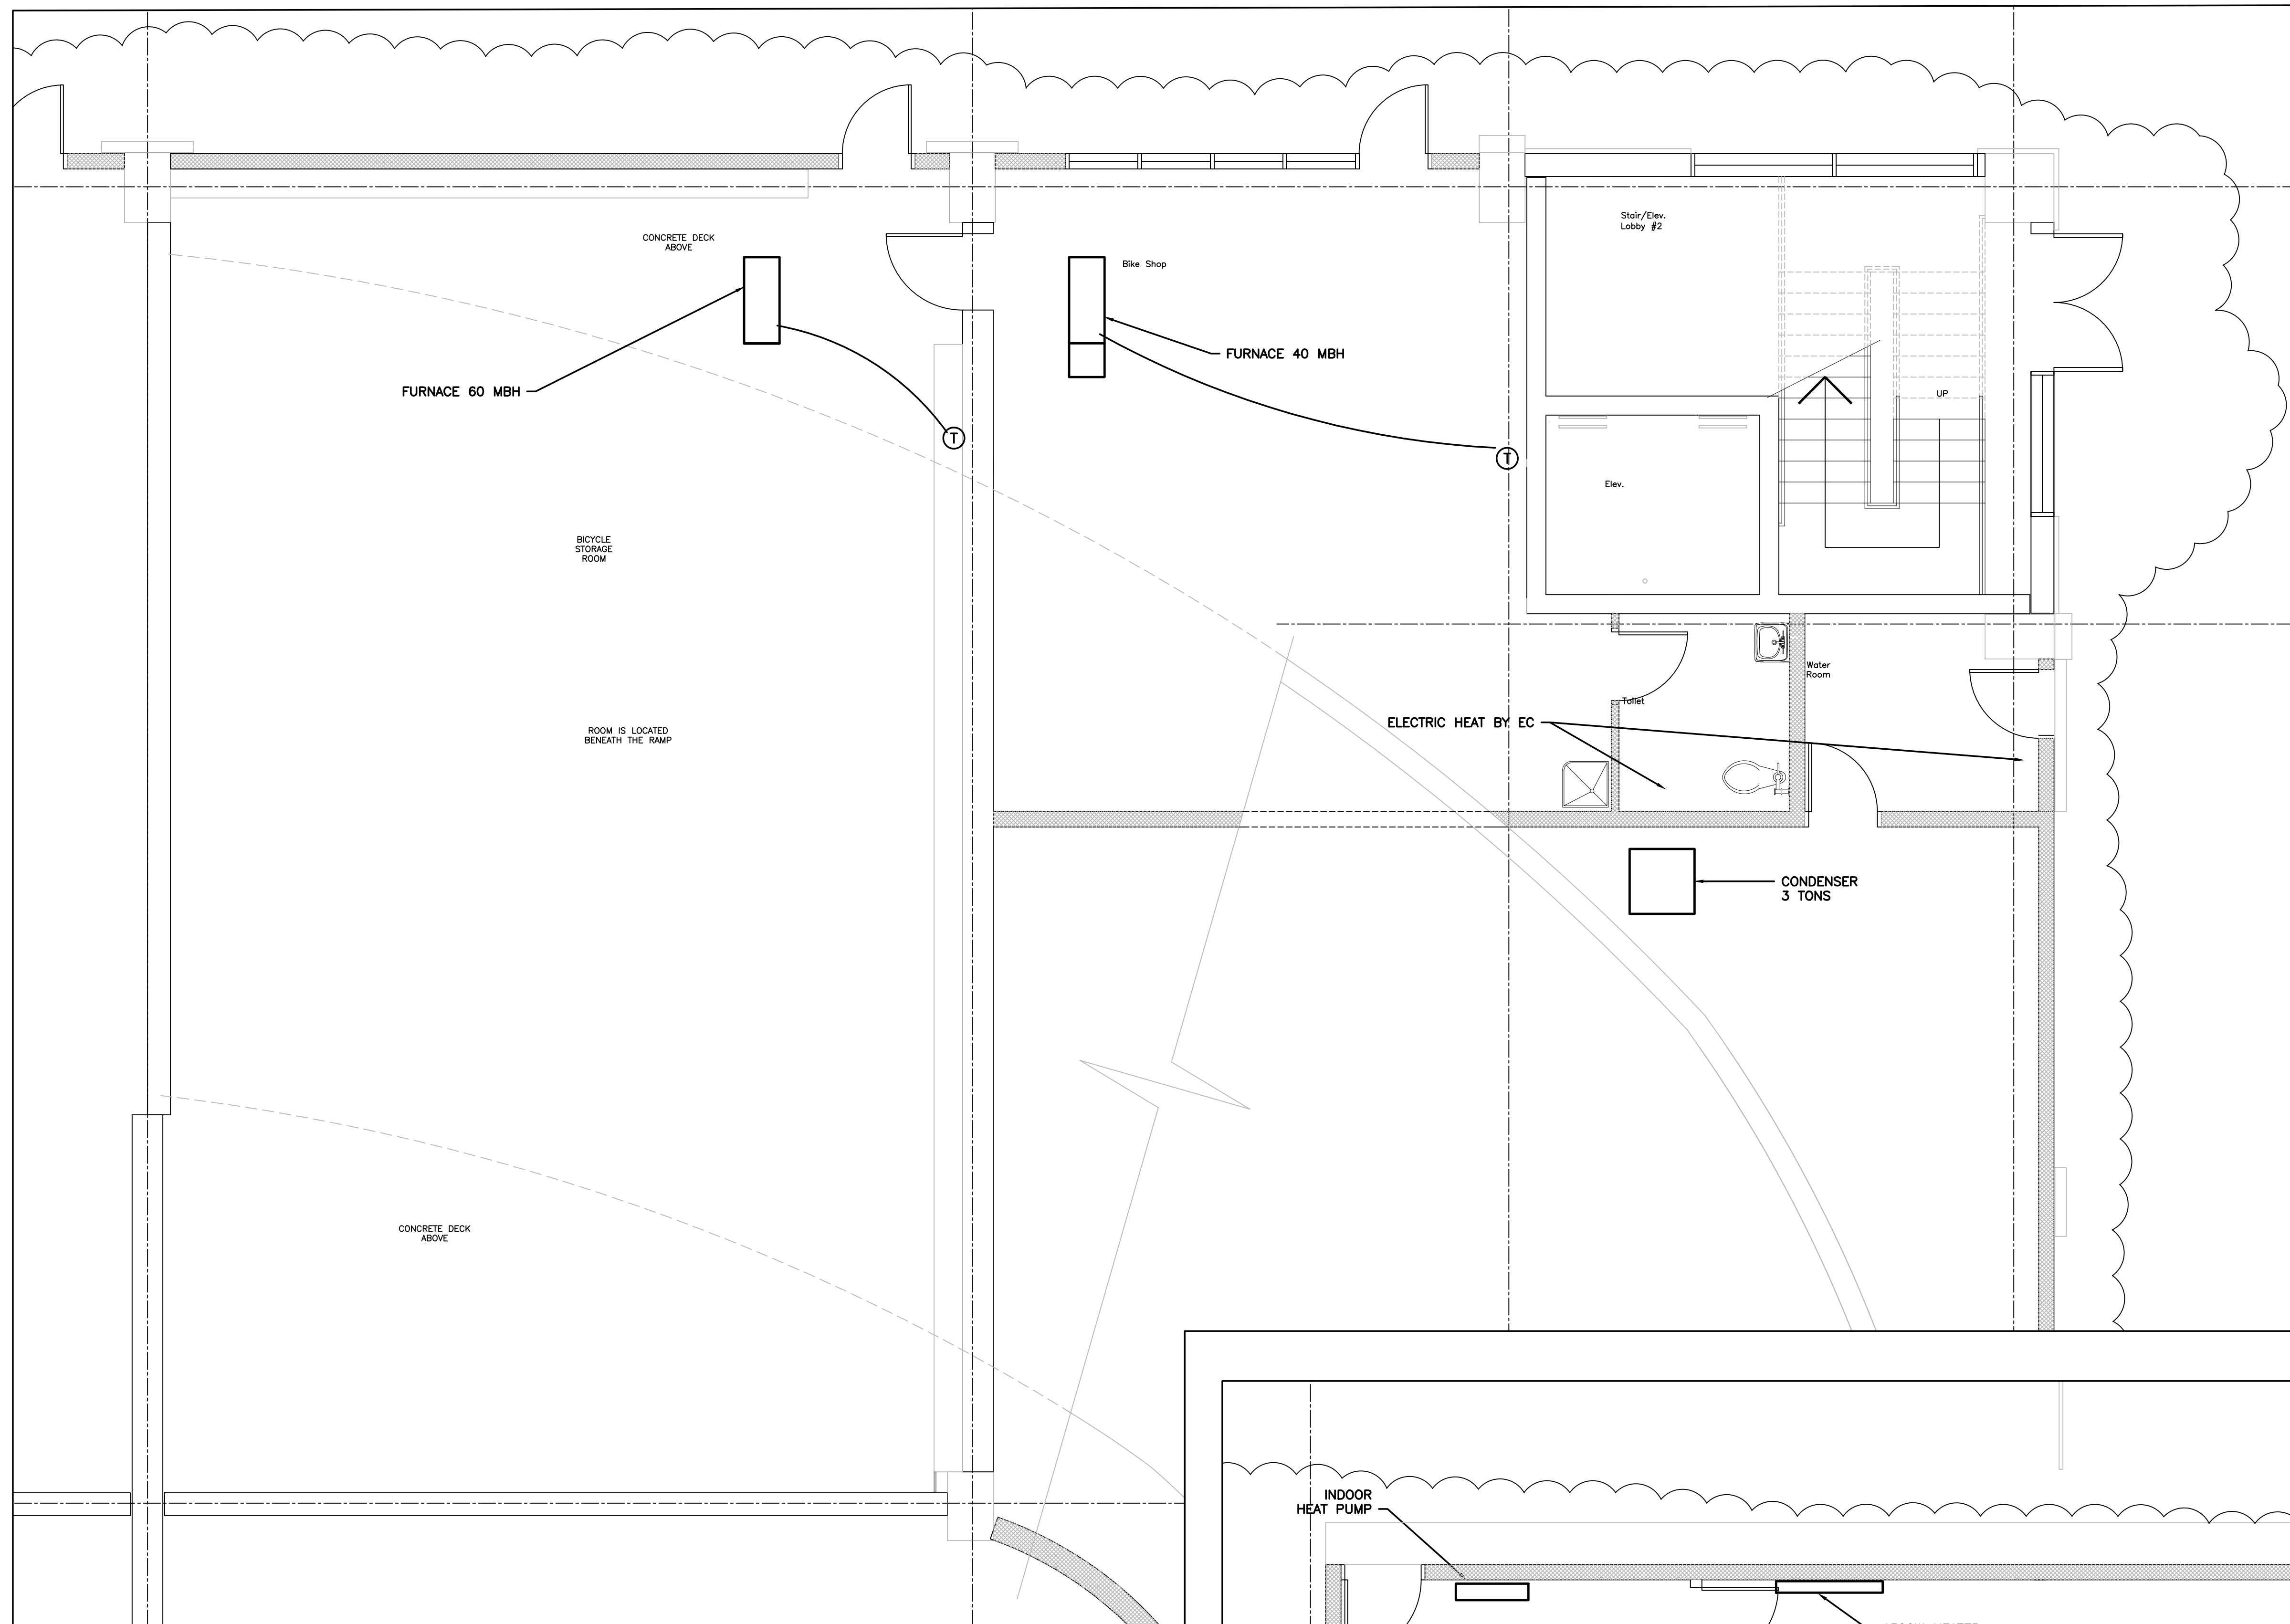 Stair/Elev.
Lobby #2
CONCRETE DECK
ABOVE
Bike Shop
FURNACE 40 MBH
FURNACE 60 MBH
UP
T
T
Elev.
BICYCLE
STORAGE
ROOM
Water
Room
Toilet
ELECTRIC HEAT BY EC
ROOM IS LOCATED
BENEATH THE RAMP
CONDENSER
3 TONS
CONCRETE DECK
ABOVE
INDOOR
HEAT PUMP